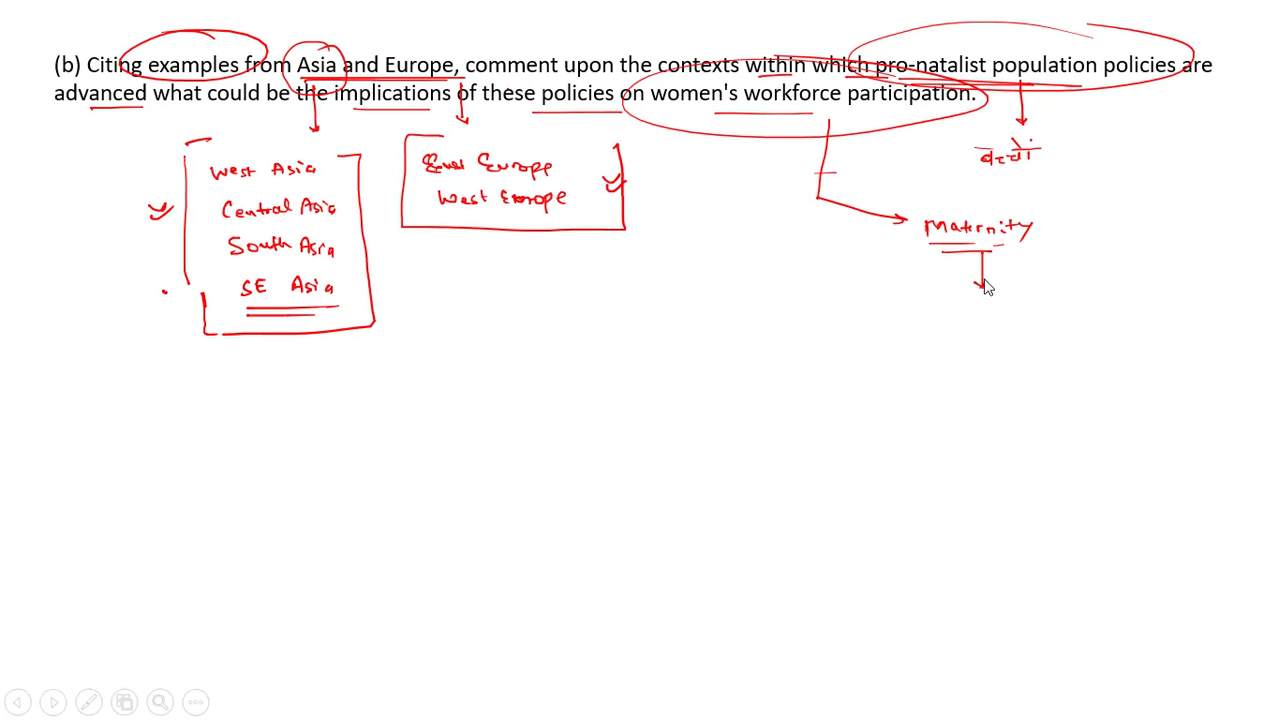 (b) Citing examples from Asia and Europe, comment upon the contexts within which pro-natalist population policies are
advanced what could be the implications of these policies on women's workforce participation.
West Asia
Central Asia
South Asia
SE Asia
Europe
West Europe
Maternity